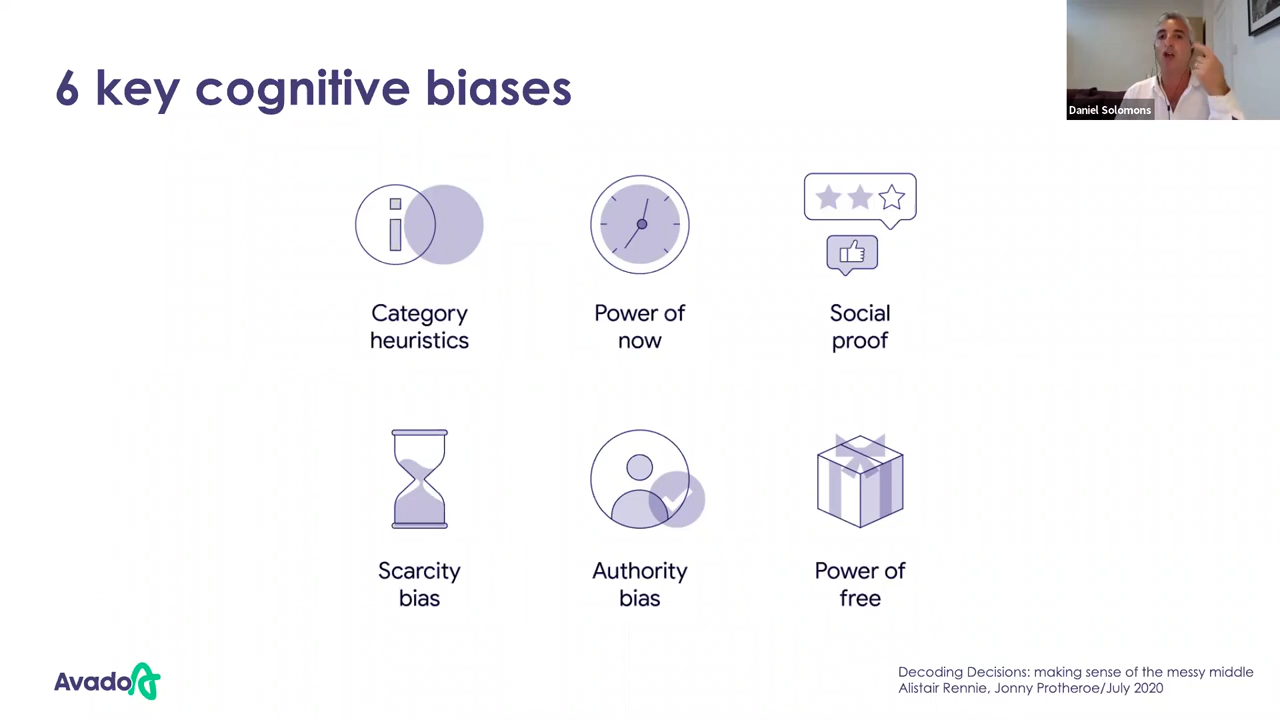 6 key cognitive biases
Daniel Solomons
Category
heuristics
Power of
now
Social
proof
Scarcity
bias
Authority
bias
Power of
free
Avado
Decoding Decisions: making sense of the messy middle
Alistair Rennie, Jonny Protheroe/July 2020